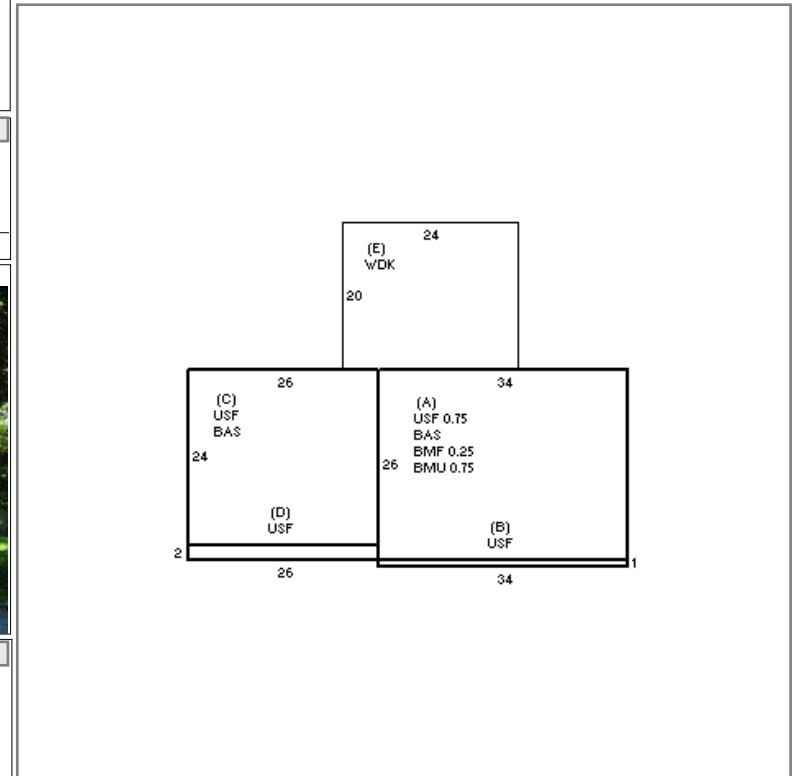 24
(E)
WDK
20
26
34
(C)
USF
BAS
(A)
USF 0.75
BAS
BMF 0.25
BMU 0.75
24
26
(D)
USF
(B)
USF
2
1
26
34